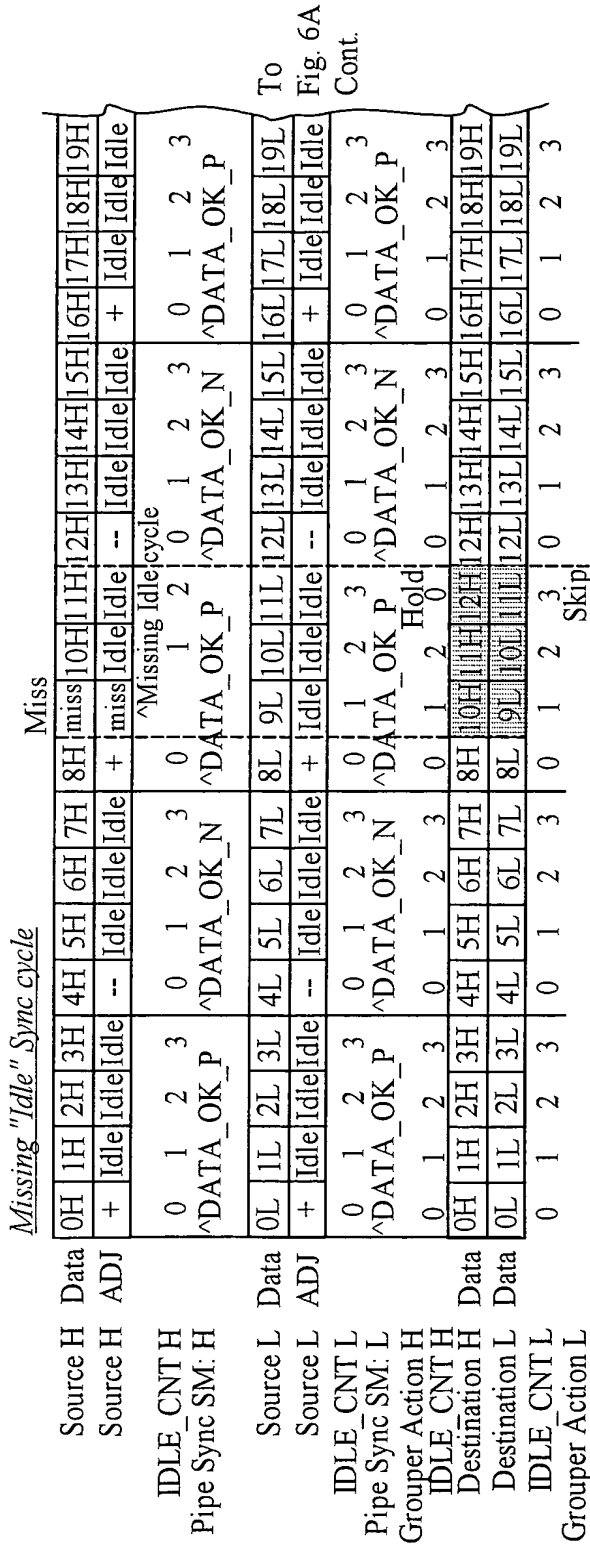 Missing "Idle" Sync cycle
Miss
Source H Data 0H 1H 2H 3H 4H 5H 6H 7H 8H miss 10H 11H 12H 13H 14H 15H 16H 17H 18H 19H
Source H ADJ + Idle Idle Idle -- Idle Idle Idle + miss Idle Idle -- Idle Idle Idle + Idle Idle Idle
^Missing Idle cycle
IDLE_CNT H 0 1 2 3 0 1 2 3 0 1 2 0 1 2 3 0 1 2 3
Pipe Sync SM: H ^DATA_OK_P ^DATA_OK_N ^DATA_OK_P ^DATA_OK_N ^DATA_OK_P
Source L Data 0L 1L 2L 3L 4L 5L 6L 7L 8L 9L 10L 11L 12L 13L 14L 15L 16L 17L 18L 19L
Source L ADJ + Idle Idle Idle -- Idle Idle Idle + Idle Idle Idle -- Idle Idle Idle + Idle Idle Idle
To
Fig. 6A
Cont.
IDLE_CNT L 0 1 2 3 0 1 2 3 0 1 2 3 0 1 2 3 0 1 2 3
Pipe Sync SM: L ^DATA_OK_P ^DATA_OK_N ^DATA_OK_P ^DATA_OK_N ^DATA_OK_P
Grouper Action H Hold
IDLE_CNT H 0 1 2 3 0 1 2 3 0 1 2 0 0 1 2 3 0 1 2 3
Destination H Data 0H 1H 2H 3H 4H 5H 6H 7H 8H 10H 11H 12H 12H 13H 14H 15H 16H 17H 18H 19H
Destination L Data 0L 1L 2L 3L 4L 5L 6L 7L 8L 9L 10L 11L 12L 13L 14L 15L 16L 17L 18L 19L
IDLE_CNT L 0 1 2 3 0 1 2 3 0 1 2 3 0 1 2 3 0 1 2 3
Grouper Action L Skip